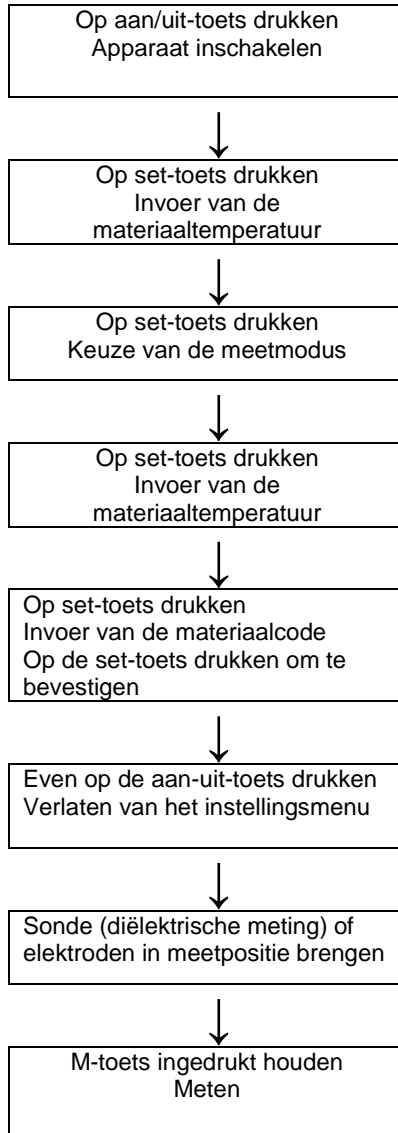 Op aan/uit-toets drukken
Apparaat inschakelen
Op set-toets drukken
Invoer van de
materiaaltemperatuur
Op set-toets drukken
Keuze van de meetmodus
Op set-toets drukken
Invoer van de
materiaaltemperatuur
Op set-toets drukken
Invoer van de materiaalcode
Op de set-toets drukken om te
bevestigen
Even op de aan-uit-toets drukken
Verlaten van het instellingsmenu
Sonde (diëlektrische meting) of
elektroden in meetpositie brengen
M-toets ingedrukt houden
Meten